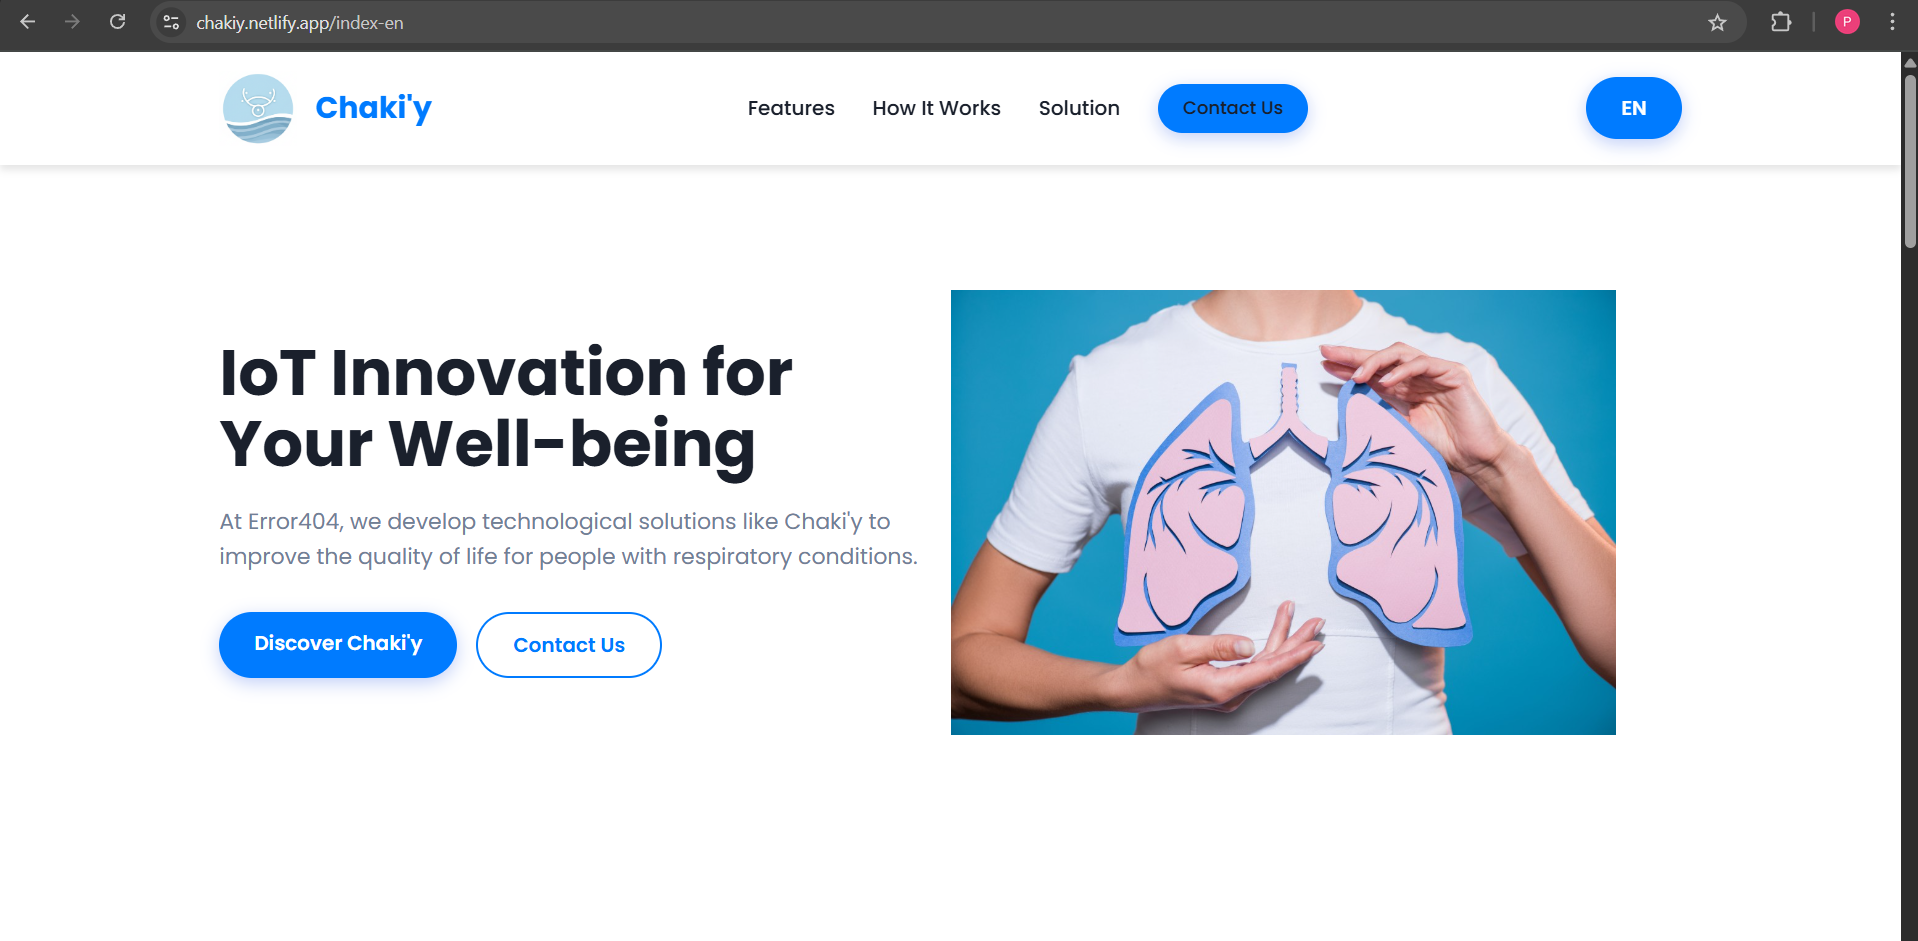 chakiy.netlify.app/index-en
P
Chaki'y
Features
How It Works
Solution
Contact Us
EN
IoT Innovation for
Your Well-being
At Error404, we develop technological solutions like Chaki'y to
improve the quality of life for people with respiratory conditions.
Discover Chaki'y
Contact Us